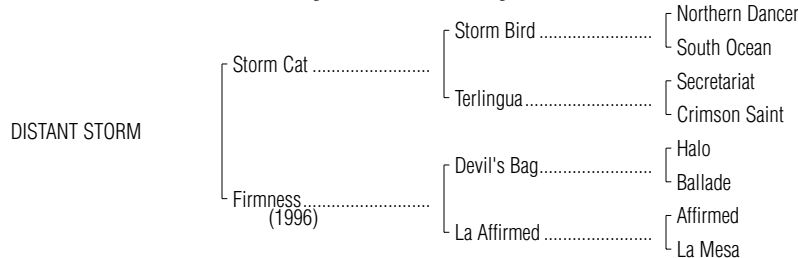 Northern Dancer
Storm Bird ........................
South Ocean
Storm Cat .........................
Secretariat
Terlingua...........................
Crimson Saint
DISTANT STORM
Halo
Devil's Bag........................
Ballade
Firmness...........................
(1996)
Affirmed
La Affirmed .......................
La Mesa